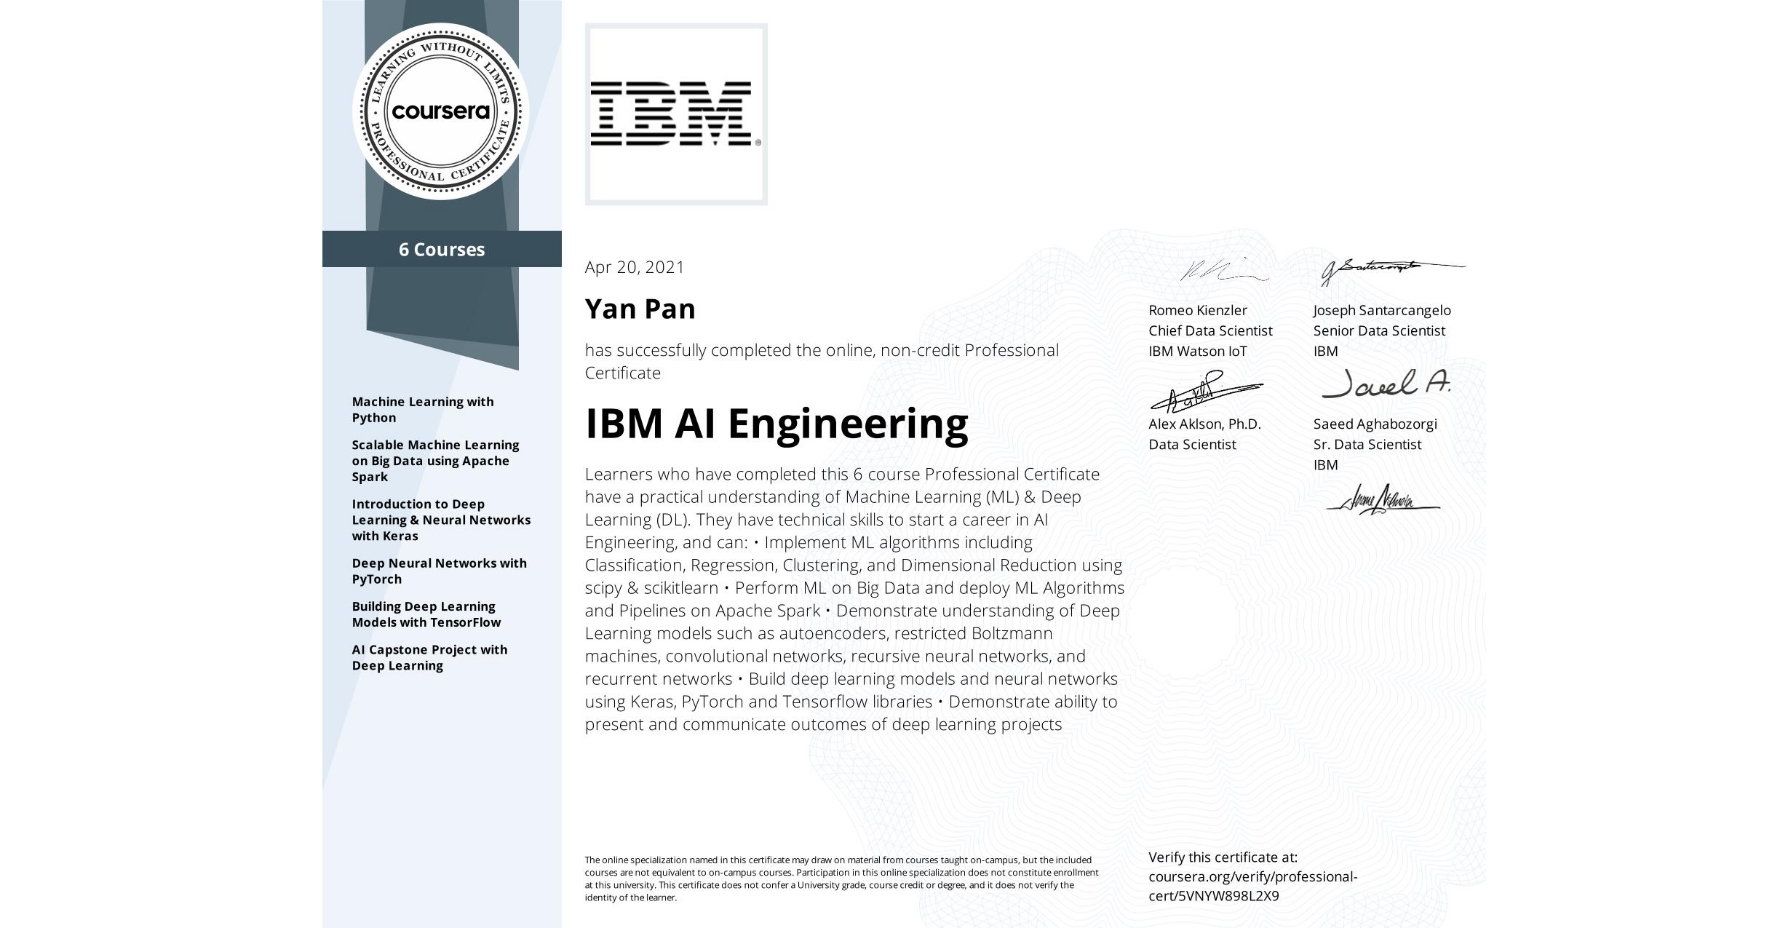 LEARNING WITHOUT LIMITS
coursera
PROFESSIONAL CERTIFICATE
6 Courses
Machine Learning with
Python
Scalable Machine Learning
on Big Data using Apache
Spark
Introduction to Deep
Learning & Neural Networks
with Keras
Deep Neural Networks with
PyTorch
Building Deep Learning
Models with TensorFlow
AI Capstone Project with
Deep Learning
IBM®
Apr 20, 2021
Yan Pan
has successfully completed the online, non-credit Professional
Certificate
IBM AI Engineering
Learners who have completed this 6 course Professional Certificate
have a practical understanding of Machine Learning (ML) & Deep
Learning (DL). They have technical skills to start a career in AI
Engineering, and can: • Implement ML algorithms including
Classification, Regression, Clustering, and Dimensional Reduction using
scipy & scikitlearn • Perform ML on Big Data and deploy ML Algorithms
and Pipelines on Apache Spark • Demonstrate understanding of Deep
Learning models such as autoencoders, restricted Boltzmann
machines, convolutional networks, recursive neural networks, and
recurrent networks • Build deep learning models and neural networks
using Keras, PyTorch and Tensorflow libraries • Demonstrate ability to
present and communicate outcomes of deep learning projects
Romeo Kienzler
Chief Data Scientist
IBM Watson IoT
Joseph Santarcangelo
Senior Data Scientist
IBM
Alex Aklson, Ph.D.
Data Scientist
Saeed Aghabozorgi
Sr. Data Scientist
IBM
The online specialization named in this certificate may draw on material from courses taught on-campus, but the included
courses are not equivalent to on-campus courses. Participation in this online specialization does not constitute enrollment
at this university. This certificate does not confer a University grade, course credit or degree, and it does not verify the
identity of the learner.
Verify this certificate at:
coursera.org/verify/professional-
cert/5VNYW898L2X9